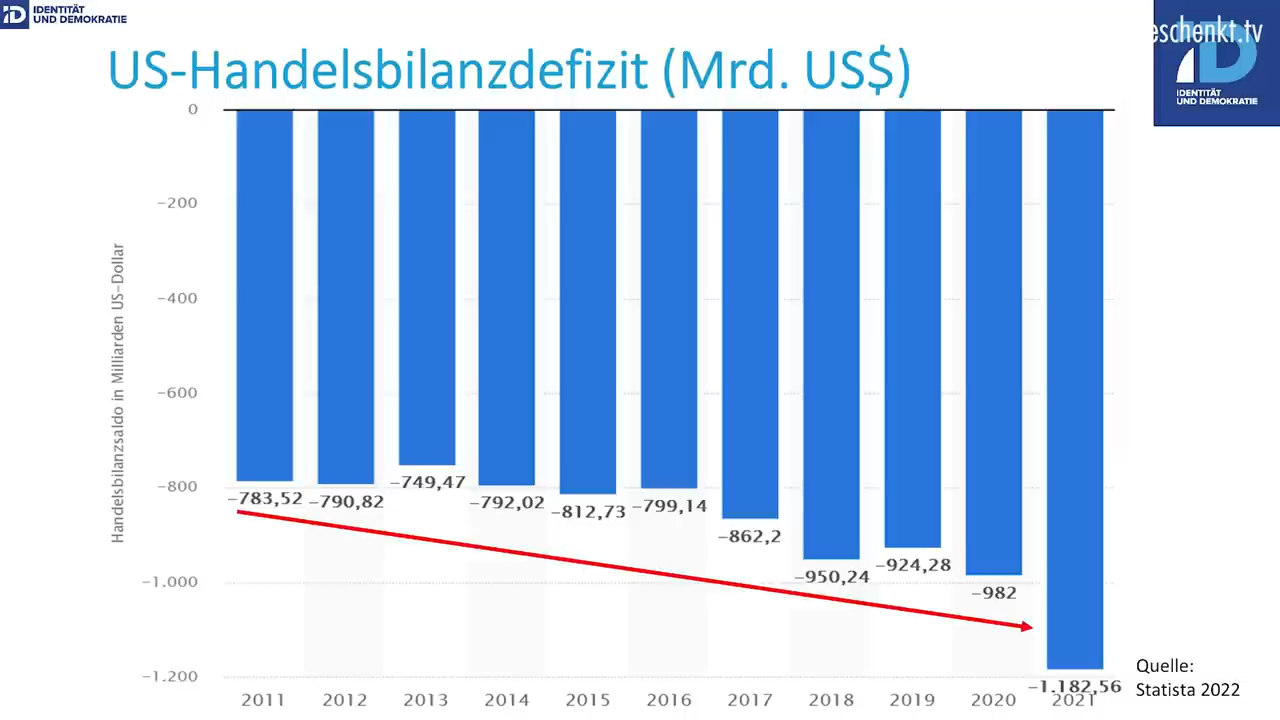 IDENTITÄT
UND DEMOKRATIE
eschenkt.tv
US-Handelsbilanzdefizit (Mrd. US$)
iD
IDENTITÄT
UND DEMOKRATIE
Handelsbilanzsaldo in Milliarden US-Dollar
0
−200
−400
−600
−800
−1.000
−1.200
−783,52
−790,82
−749,47
−792,02
−812,73
−799,14
−862,2
−950,24
−924,28
−982
−1.182,56
2011 2012 2013 2014 2015 2016 2017 2018 2019 2020 2021
Quelle:
Statista 2022